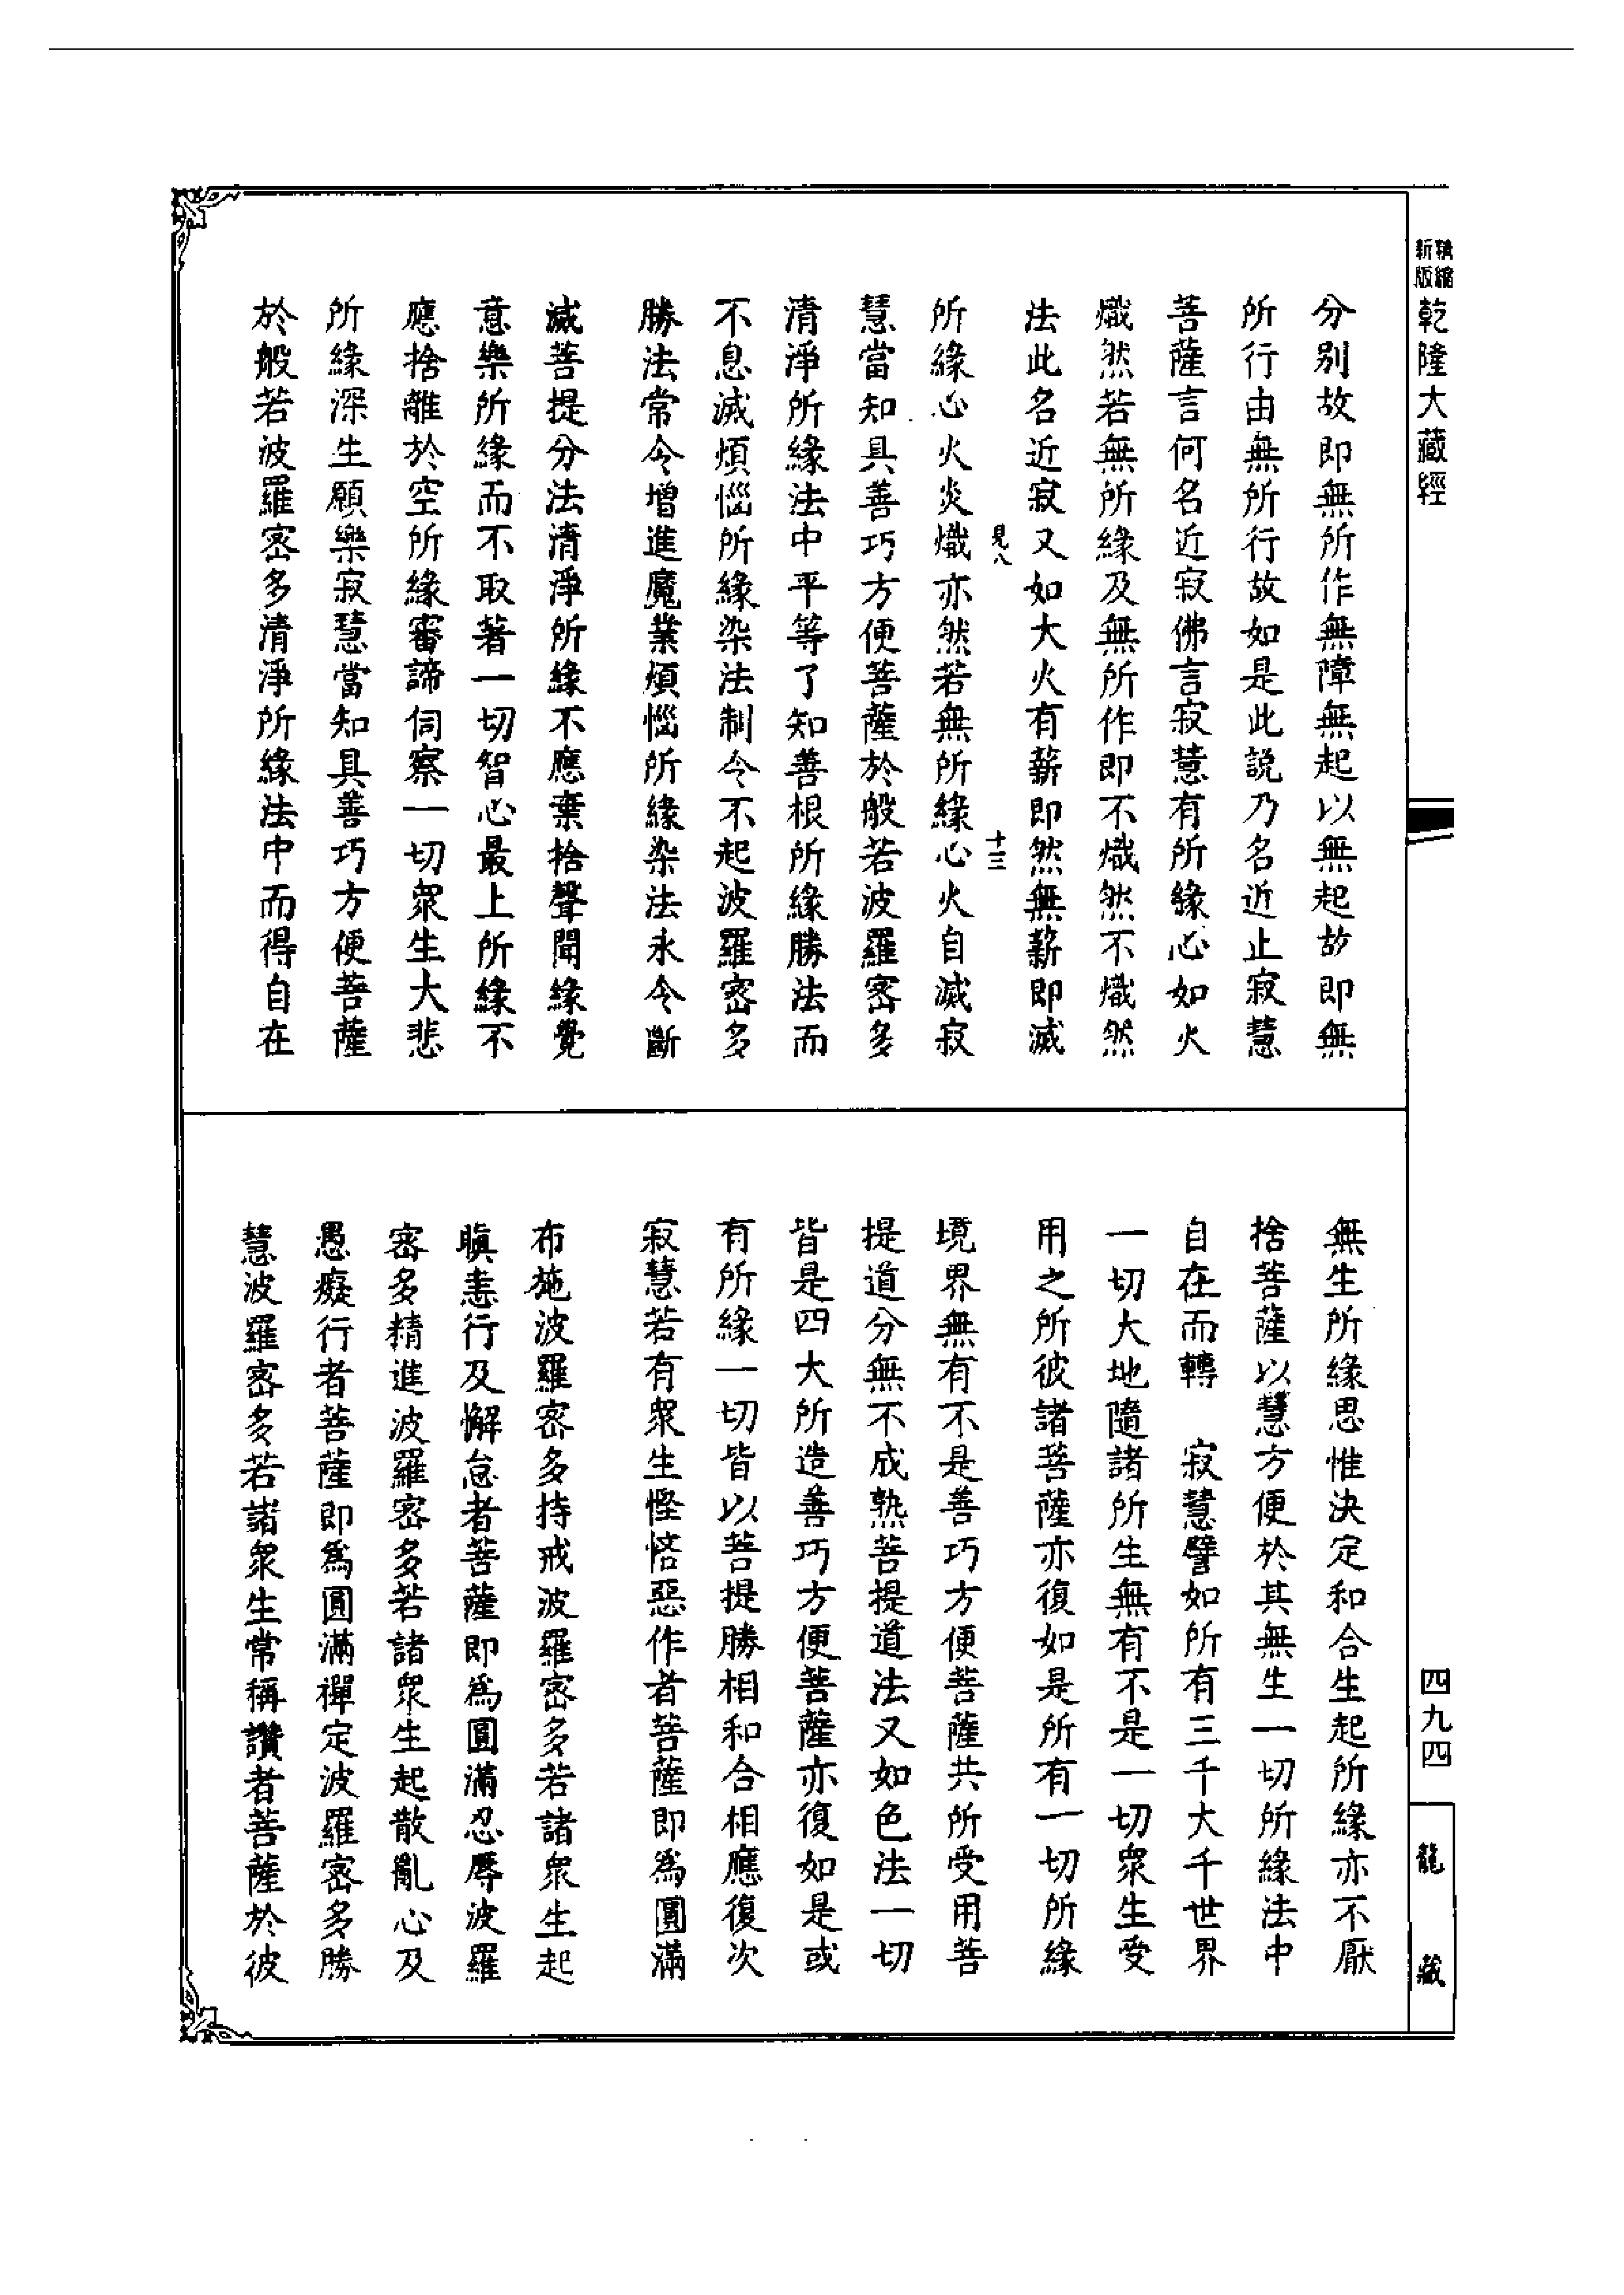 新版精縮乾隆大藏經
分別故即無所作無障無起以無起故即無
所行由無所行故如是此說乃名近止寂慧
菩薩言何名近寂佛言寂慧有所緣心如火
熾然若無所緣及無所作即不熾然不熾然
法此名近寂又如大火有薪即然無薪即滅
見八
十三
所緣心火炎熾亦然若無所緣心火自滅寂
慧當知具善巧方便菩薩於般若波羅密多
清淨所緣法中平等了知善根所緣勝法而
不息滅煩惱所緣染法制令不起波羅密多
勝法常令增進魔業煩惱所緣染法永令斷
滅菩提分法清淨所緣不應棄捨聲聞緣覺
意樂所緣而不取著一切智心最上所緣不
應捨離於空所緣審諦伺察一切眾生大悲
所緣深生願樂寂慧當知具善巧方便菩薩
於般若波羅密多清淨所緣法中而得自在
無生所緣思惟決定和合生起所緣亦不厭
捨菩薩以慧方便於其無生一切所緣法中
自在而轉　寂慧譬如所有三千大千世界
一切大地隨諸所生無有不是一切眾生受
用之所彼諸菩薩亦復如是所有一切所緣
境界無有不是善巧方便菩薩共所受用菩
提道分無不成熟菩提道法又如色法一切
皆是四大所造善巧方便菩薩亦復如是或
有所緣一切皆以菩提勝相和合相應復次
寂慧若有眾生慳悋惡作者菩薩即為圓滿
布施波羅密多持戒波羅密多若諸眾生起
瞋恚行及懈怠者菩薩即為圓滿忍辱波羅
密多精進波羅密多若諸眾生起散亂心及
愚癡行者菩薩即為圓滿禪定波羅密多勝
慧波羅密多若諸眾生常稱讚者菩薩於彼
四九四
龍藏